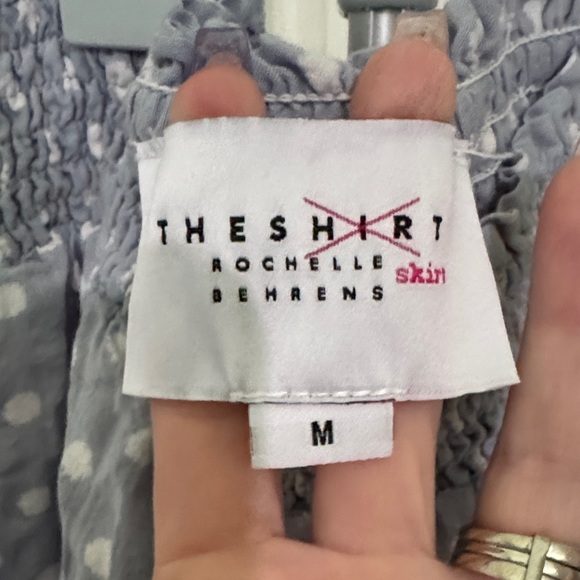 THESHIRT
ROCHELLE
skirt
BEHRENS
M